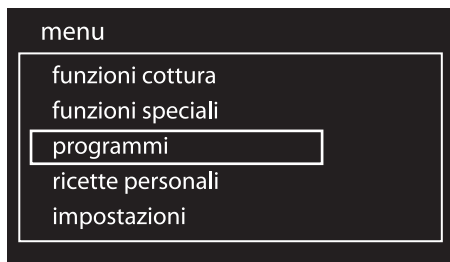 menu
funzioni cottura
funzioni speciali
programmi
ricette personali
impostazioni